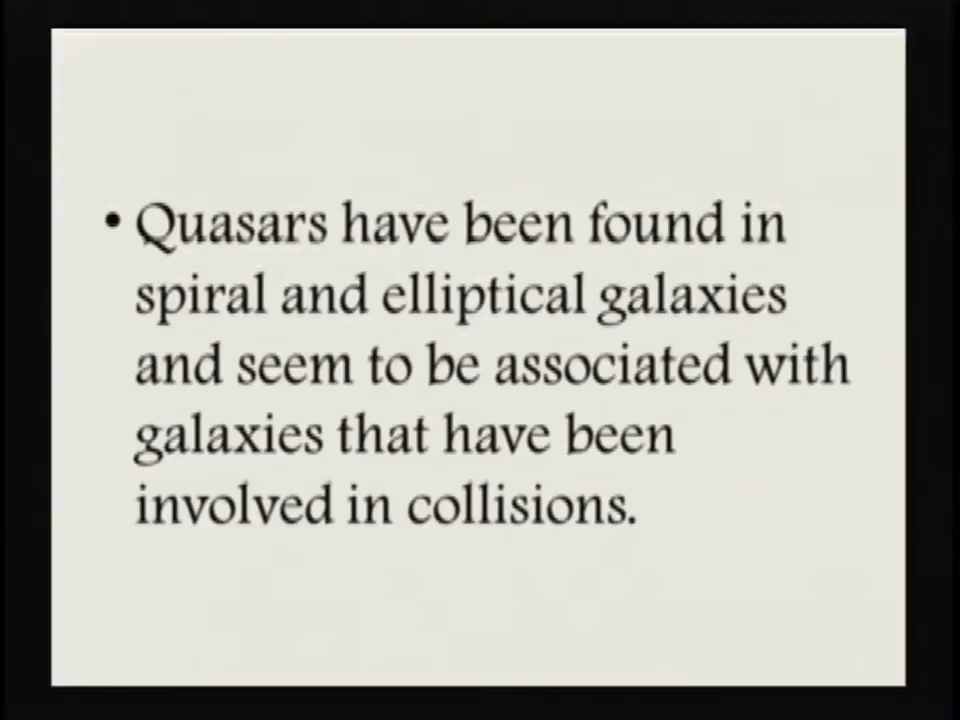 • Quasars have been found in
spiral and elliptical galaxies
and seem to be associated with
galaxies that have been
involved in collisions.